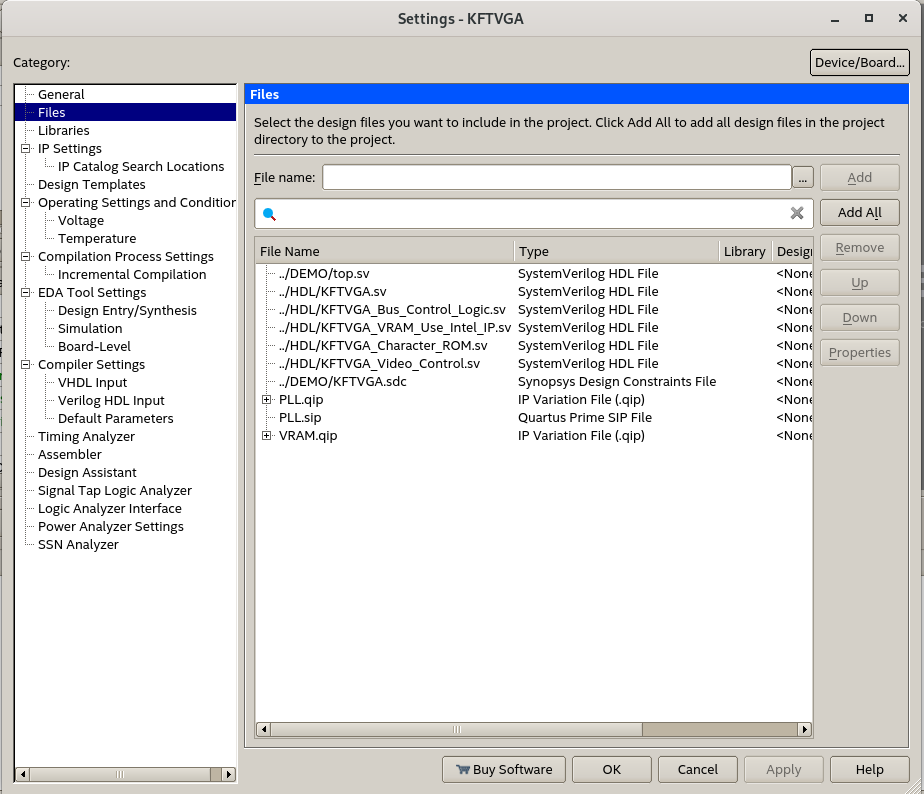 Settings - KFTVGA
Category:
Device/Board...
General
Files
Libraries
IP Settings
IP Catalog Search Locations
Design Templates
Operating Settings and Condition
Voltage
Temperature
Compilation Process Settings
Incremental Compilation
EDA Tool Settings
Design Entry/Synthesis
Simulation
Board-Level
Compiler Settings
VHDL Input
Verilog HDL Input
Default Parameters
Timing Analyzer
Assembler
Design Assistant
Signal Tap Logic Analyzer
Logic Analyzer Interface
Power Analyzer Settings
SSN Analyzer
Files
Select the design files you want to include in the project. Click Add All to add all design files in the project
directory to the project.
File name:
...
Add
Add All
Remove
Up
Down
Properties
File Name Type Library Design
../DEMO/top.sv SystemVerilog HDL File <None
../HDL/KFTVGA.sv SystemVerilog HDL File <None
../HDL/KFTVGA_Bus_Control_Logic.sv SystemVerilog HDL File <None
../HDL/KFTVGA_VRAM_Use_Intel_IP.sv SystemVerilog HDL File <None
../HDL/KFTVGA_Character_ROM.sv SystemVerilog HDL File <None
../HDL/KFTVGA_Video_Control.sv SystemVerilog HDL File <None
../DEMO/KFTVGA.sdc Synopsys Design Constraints File <None
PLL.qip IP Variation File (.qip) <None
PLL.sip Quartus Prime SIP File <None
VRAM.qip IP Variation File (.qip) <None
Buy Software
OK
Cancel
Apply
Help